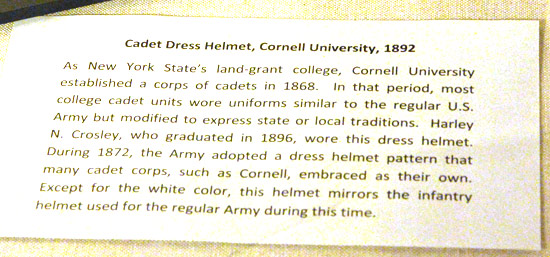 Cadet Dress Helmet, Cornell University, 1892
As New York State's land-grant college, Cornell University
established a corps of cadets in 1868. In that period, most
college cadet units wore uniforms similar to the regular U.S.
Army but modified to express state or local traditions. Harley
N. Crosley, who graduated in 1896, wore this dress helmet.
During 1872, the Army adopted a dress helmet pattern that
many cadet corps, such as Cornell, embraced as their own.
Except for the white color, this helmet mirrors the infantry
helmet used for the regular Army during this time.